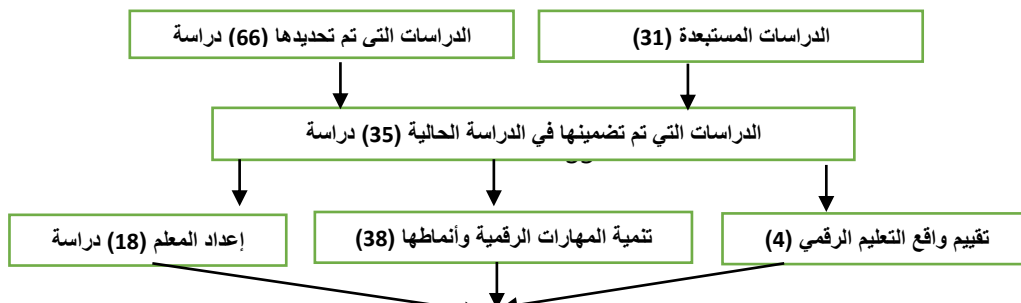 الدراسات المستبعدة (31)
الدراسات التى تم تحديدها (66) دراسة
الدراسات التي تم تضمينها في الدراسة الحالية (35) دراسة
تقييم واقع التعليم الرقمي (4)
تنمية المهارات الرقمية وأنماطها (38)
إعداد المعلم (18) دراسة